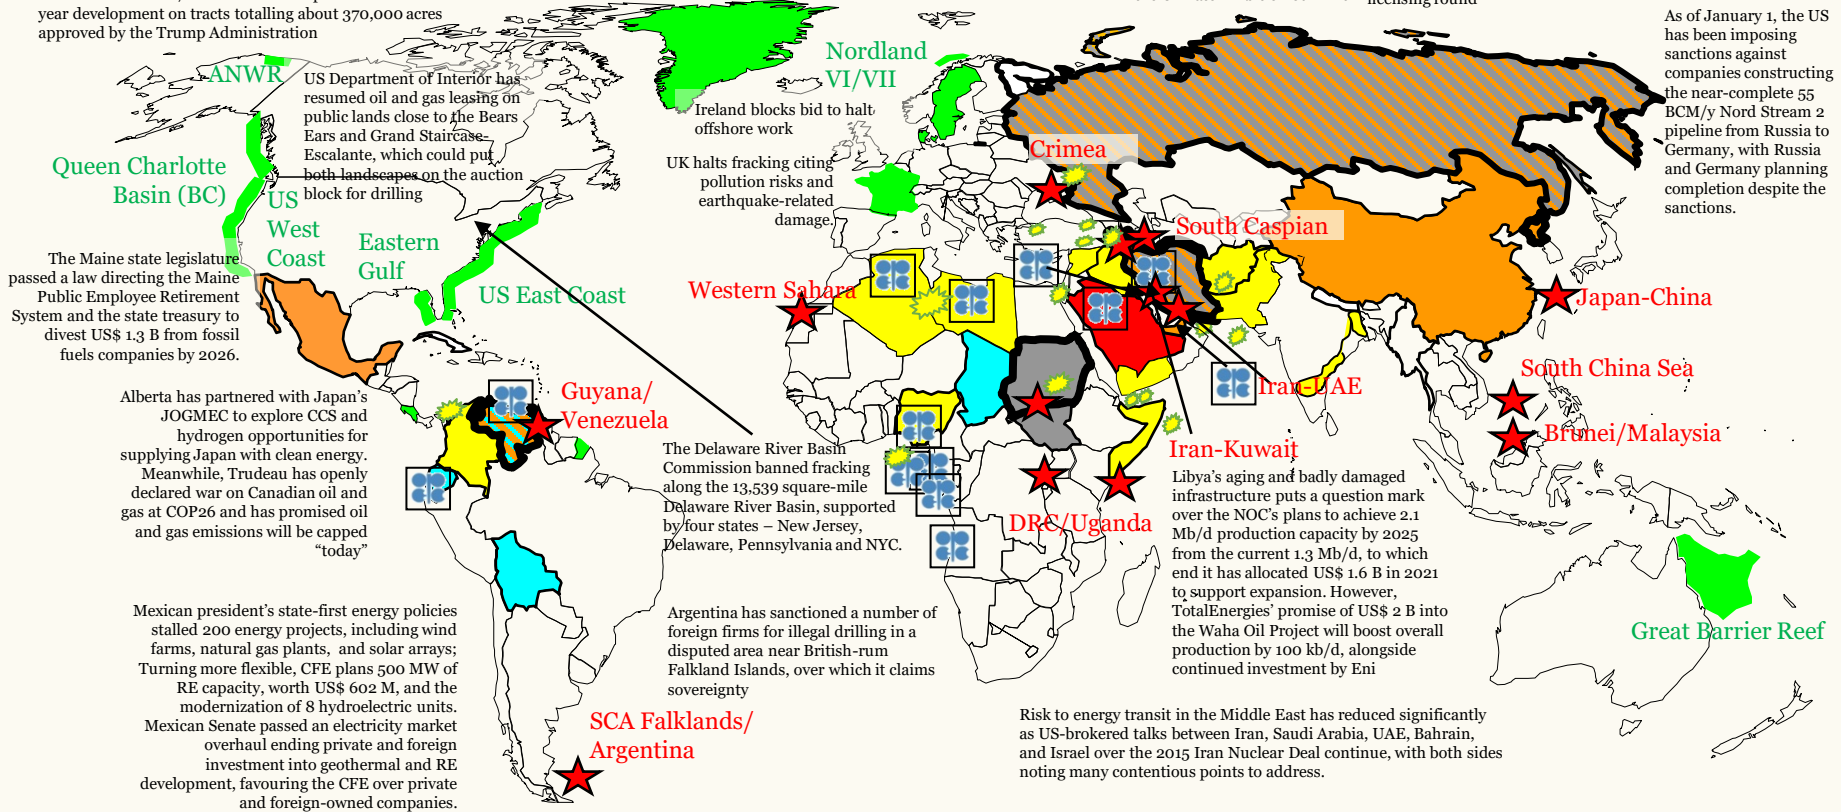 year development on tracts totalling about 370,000 acres
approved by the Trump Administration
licensing round
As of January 1, the US
has been imposing
sanctions against
companies constructing
the near-complete 55
BCM/y Nord Stream 2
pipeline from Russia to
Germany, with Russia
and Germany planning
completion despite the
sanctions.
ANWR
US Department of Interior has
resumed oil and gas leasing on
public lands close to the Bears
Ears and Grand Staircase-
Escalante, which could put
both landscapes on the auction
block for drilling
Nordland
VI/VII
Ireland blocks bid to halt
offshore work
UK halts fracking citing
pollution risks and
earthquake-related
damage.
Crimea
South Caspian
Queen Charlotte
Basin (BC)
US
West
Coast
Eastern
Gulf
US East Coast
The Maine state legislature
passed a law directing the Maine
Public Employee Retirement
System and the state treasury to
divest US$ 1.3 B from fossil
fuels companies by 2026.
Western Sahara
Japan-China
South China Sea
Iran-UAE
Brunei/Malaysia
Iran-Kuwait
Guyana/
Venezuela
DRC/Uganda
Alberta has partnered with Japan's
JOGMEC to explore CCS and
hydrogen opportunities for
supplying Japan with clean energy.
Meanwhile, Trudeau has openly
declared war on Canadian oil and
gas at COP26 and has promised oil
and gas emissions will be capped
“today”
The Delaware River Basin
Commission banned fracking
along the 13,539 square-mile
Delaware River Basin, supported
by four states – New Jersey,
Delaware, Pennsylvania and NYC.
Libya's aging and badly damaged
infrastructure puts a question mark
over the NOC's plans to achieve 2.1
Mb/d production capacity by 2025
from the current 1.3 Mb/d, to which
end it has allocated US$ 1.6 B in 2021
to support expansion. However,
TotalEnergies' promise of US$ 2 B into
the Waha Oil Project will boost overall
production by 100 kb/d, alongside
continued investment by Eni
Great Barrier Reef
Mexican president's state-first energy policies
stalled 200 energy projects, including wind
farms, natural gas plants, and solar arrays;
Turning more flexible, CFE plans 500 MW of
RE capacity, worth US$ 602 M, and the
modernization of 8 hydroelectric units.
Mexican Senate passed an electricity market
overhaul ending private and foreign
investment into geothermal and RE
development, favouring the CFE over private
and foreign-owned companies.
Argentina has sanctioned a number of
foreign firms for illegal drilling in a
disputed area near British-rum
Falkland Islands, over which it claims
sovereignty
SCA Falklands/
Argentina
Risk to energy transit in the Middle East has reduced significantly
as US-brokered talks between Iran, Saudi Arabia, UAE, Bahrain,
and Israel over the 2015 Iran Nuclear Deal continue, with both sides
noting many contentious points to address.